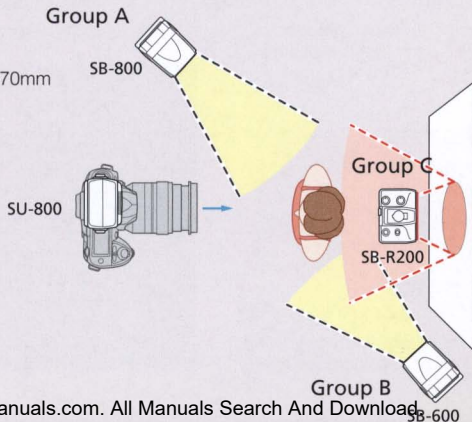 Group A
SB-800
70mm
SU-800
Group C
SB-R200
Group B
SB-600
anuals.com. All Manuals Search And Download.